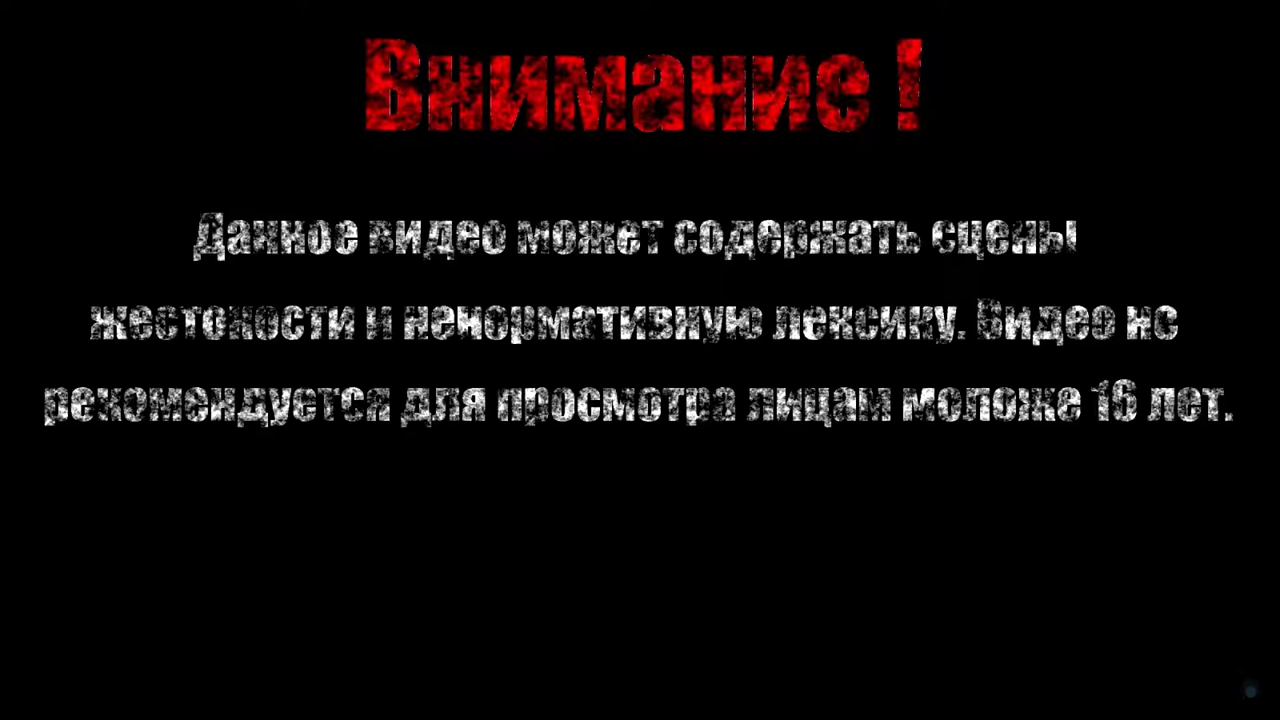 Внимание !
Данное видео может содержать сцены
жестокости и ненормативную лексику. Видео не
рекомендуется для просмотра лицам моложе 16 лет.